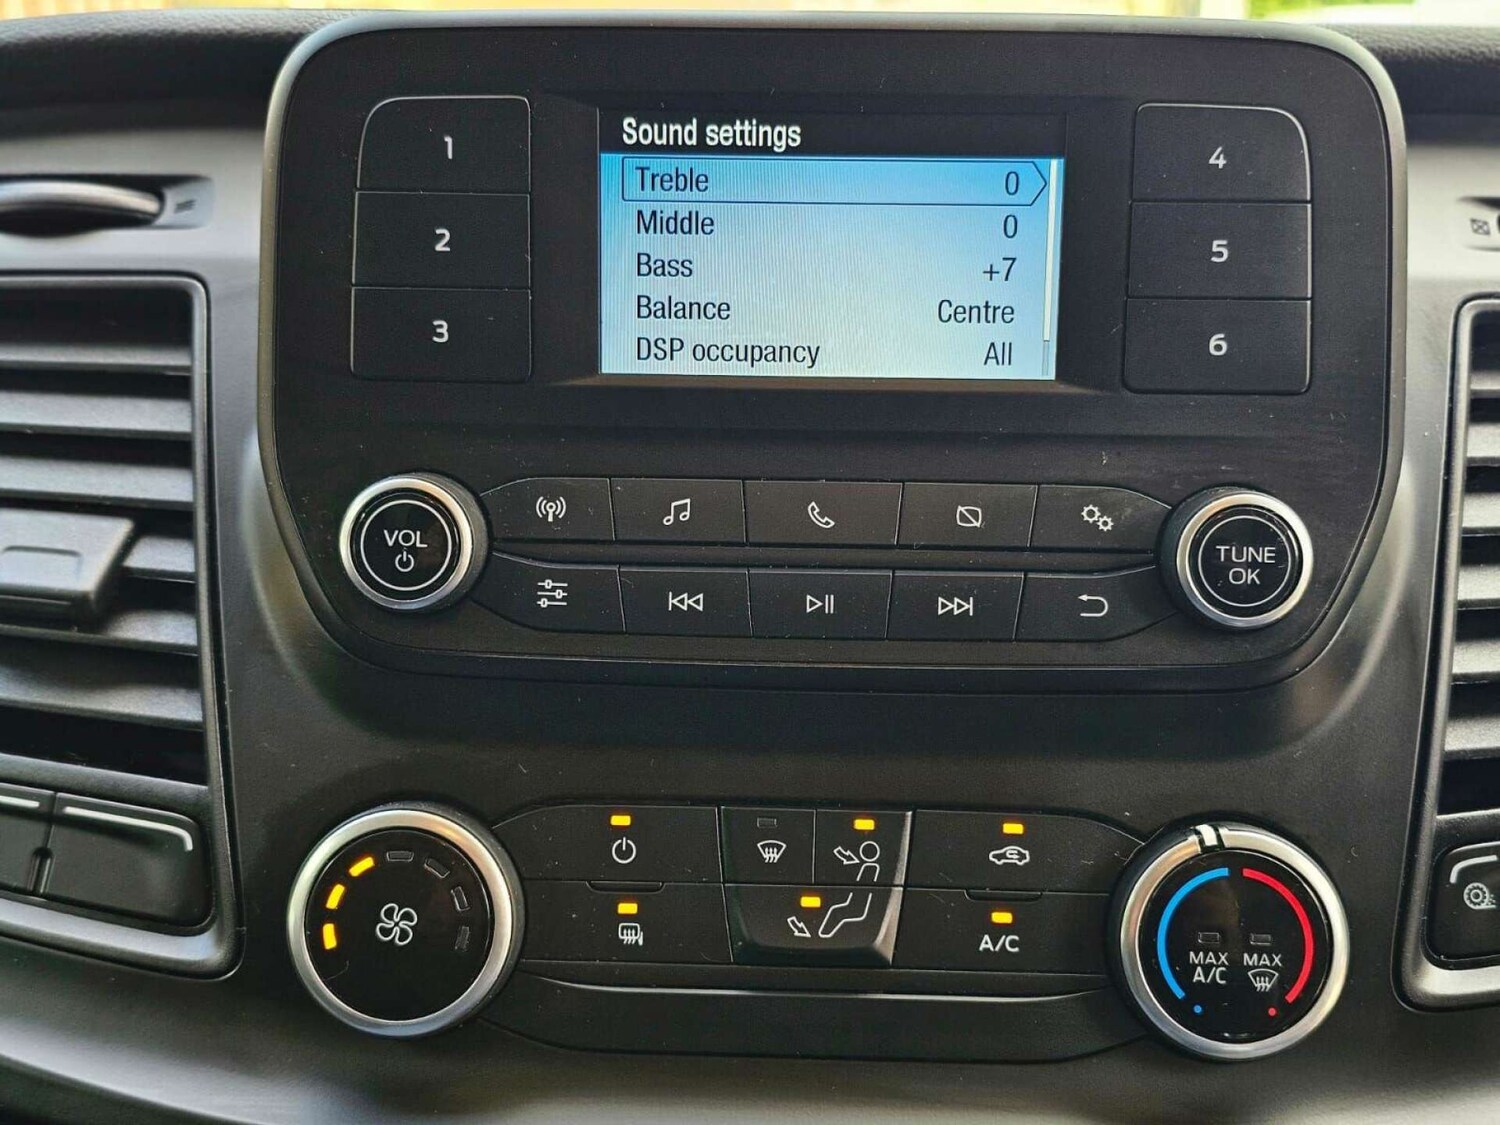 Sound settings
Treble 0
Middle 0
Bass +7
Balance Centre
DSP occupancy All
1
2
3
4
5
6
VOL
TUNE
OK
A/C
MAX
A/C
MAX